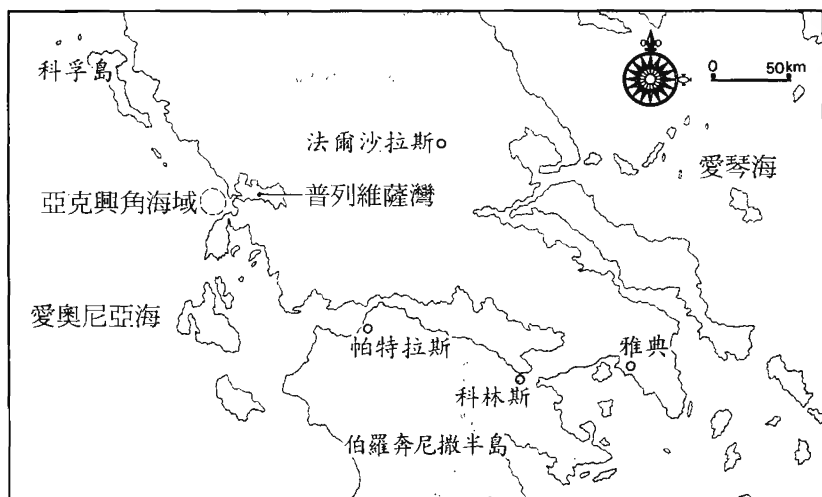 科孚島
0 50km
法爾沙拉斯
愛琴海
亞克興角海域
普列維薩灣
愛奧尼亞海
帕特拉斯
雅典
科林斯
伯羅奔尼撒半島